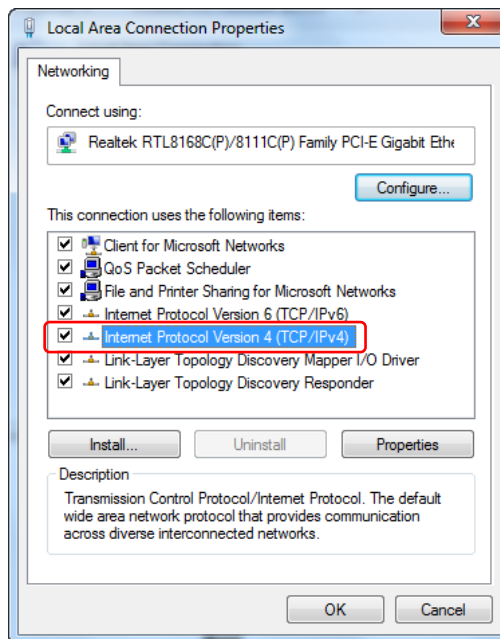 Local Area Connection Properties
Networking
Connect using:
Realtek RTL8168C(P)/8111C(P) Family PCI-E Gigabit Ethe
Configure...
This connection uses the following items:
Client for Microsoft Networks
QoS Packet Scheduler
File and Printer Sharing for Microsoft Networks
Internet Protocol Version 6 (TCP/IPv6)
Internet Protocol Version 4 (TCP/IPv4)
Link-Layer Topology Discovery Mapper I/O Driver
Link-Layer Topology Discovery Responder
Install... Uninstall Properties
Description
Transmission Control Protocol/Internet Protocol. The default
wide area network protocol that provides communication
across diverse interconnected networks.
OK Cancel